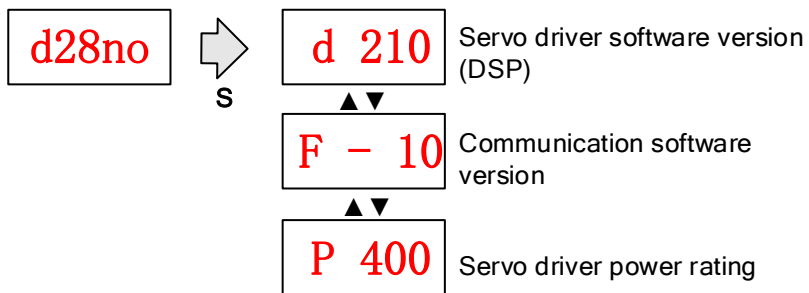 d28no
S
d 210
Servo driver software version
(DSP)
▲▼
F - 10
Communication software
version
▲▼
P 400
Servo driver power rating